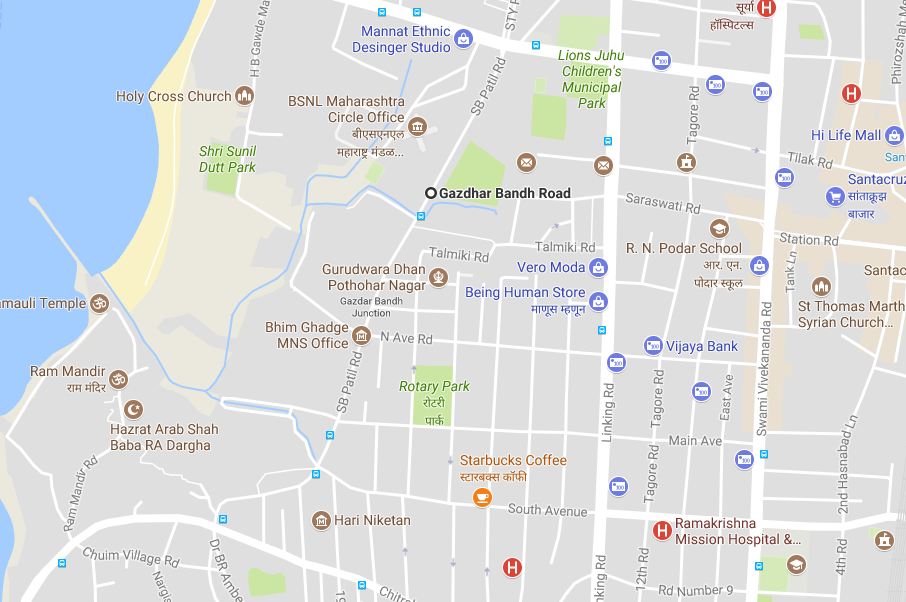 सूर्या
हॉस्पिटल्स
STY
H B Gawde
Mannat Ethnic
Desinger Studio
Lions Juhu
Children's
Municipal
Park
SB Patil Rd
Phirozshah
Holy Cross Church
BSNL Maharashtra
Circle Office
बीएसएनएल
महाराष्ट्र मंडळ...
Tagore Rd
Hi Life Mall
Shri Sunil
Dutt Park
Tilak Rd
Santacruz
सांताक्रूझ
बाजार
Gazdhar Bandh Road
Saraswati Rd
Station Rd
R. N. Podar School
आर. एन.
पोदार स्कूल
Talmiki Rd
Talmiki Rd
Vero Moda
Tank Ln
Gurudwara Dhan
Pothohar Nagar
Gazdar Bandh
Junction
Being Human Store
माणूस म्हणून
Temple
St Thomas Marth
Syrian Church...
Bhim Ghadge
MNS Office
N Ave Rd
Vijaya Bank
Swami Vivekananda Rd
Ram Mandir
राम मंदिर
Rotary Park
रोटरी
पार्क
SB Patil Rd
Linking Rd
Tagore Rd
East Ave
Hazrat Arab Shah
Baba RA Dargha
Main Ave
2nd Hasnabad Ln
Starbucks Coffee
स्टारबक्स कॉफी
Tagore Rd
Ram Mandir Rd
South Avenue
Hari Niketan
Ramakrishna
Mission Hospital &...
Chuim Village Rd
Dr BR Ambe
12th Rd
4th Rd
Rd Number 9